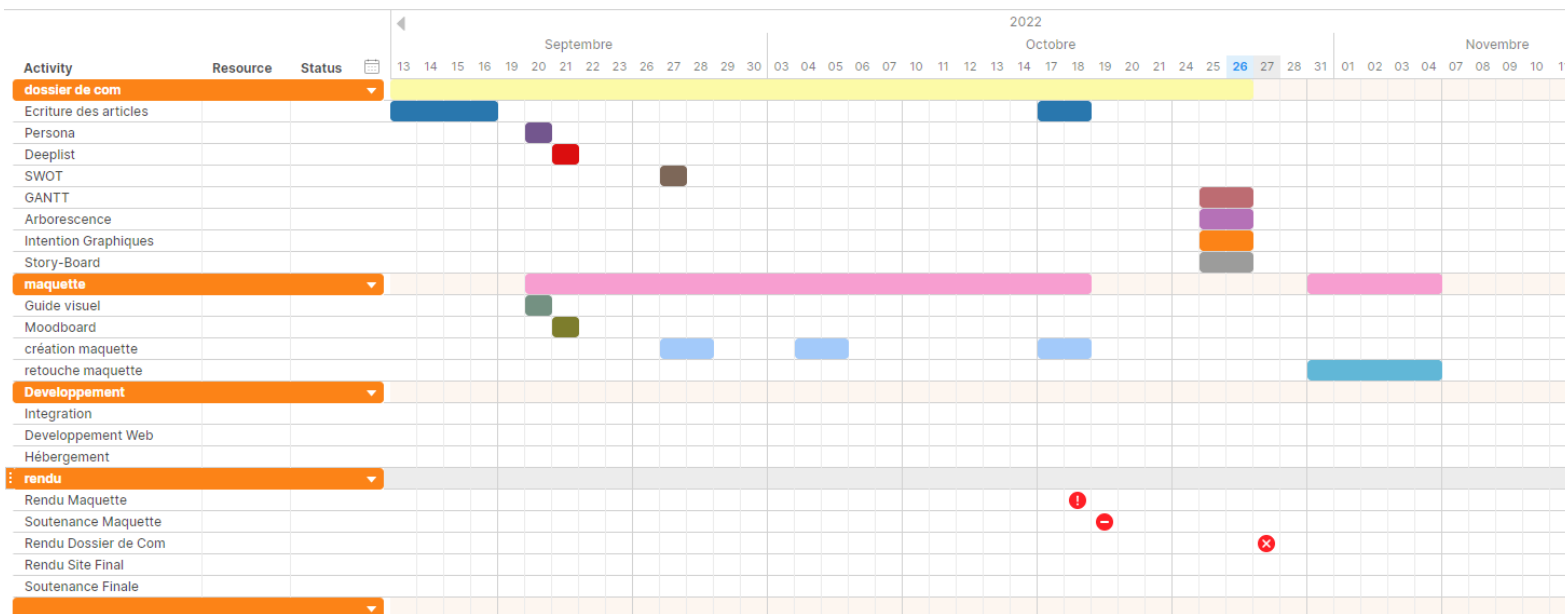 2022
Septembre Octobre Novembre
Activity Resource Status 13 14 15 16 19 20 21 22 23 26 27 28 29 30 03 04 05 06 07 10 11 12 13 14 17 18 19 20 21 24 25 26 27 28 31 01 02 03 04 07 08 09 10
dossier de com
Ecriture des articles
Persona
Deeplist
SWOT
GANTT
Arborescence
Intention Graphiques
Story-Board
maquette
Guide visuel
Moodboard
création maquette
retouche maquette
Developpement
Integration
Developpement Web
Hébergement
rendu
Rendu Maquette
Soutenance Maquette
Rendu Dossier de Com
Rendu Site Final
Soutenance Finale